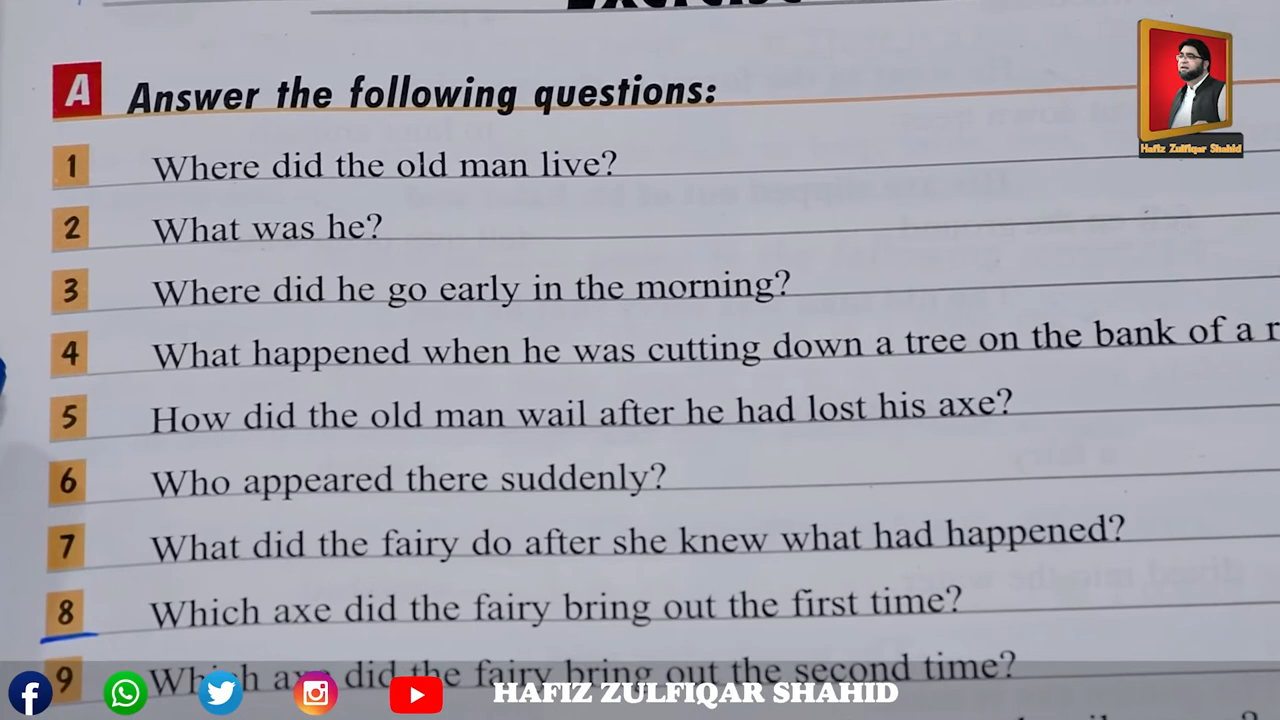 Exercise
A Answer the following questions:
1 Where did the old man live?
2 What was he?
3 Where did he go early in the morning?
4 What happened when he was cutting down a tree on the bank of a r
5 How did the old man wail after he had lost his axe?
6 Who appeared there suddenly?
7 What did the fairy do after she knew what had happened?
8 Which axe did the fairy bring out the first time?
9 Which axe did the fairy bring out the second time?
Hafiz Zulfiqar Shahid
HAFIZ ZULFIQAR SHAHID